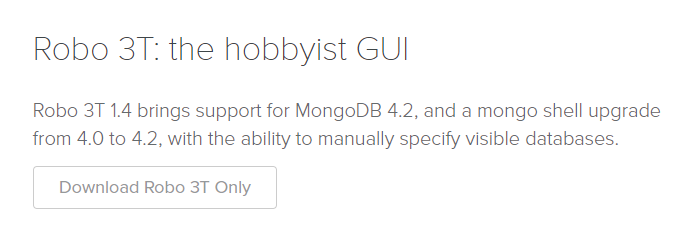 Robo 3T: the hobbyist GUI
Robo 3T 1.4 brings support for MongoDB 4.2, and a mongo shell upgrade
from 4.0 to 4.2, with the ability to manually specify visible databases.
Download Robo 3T Only